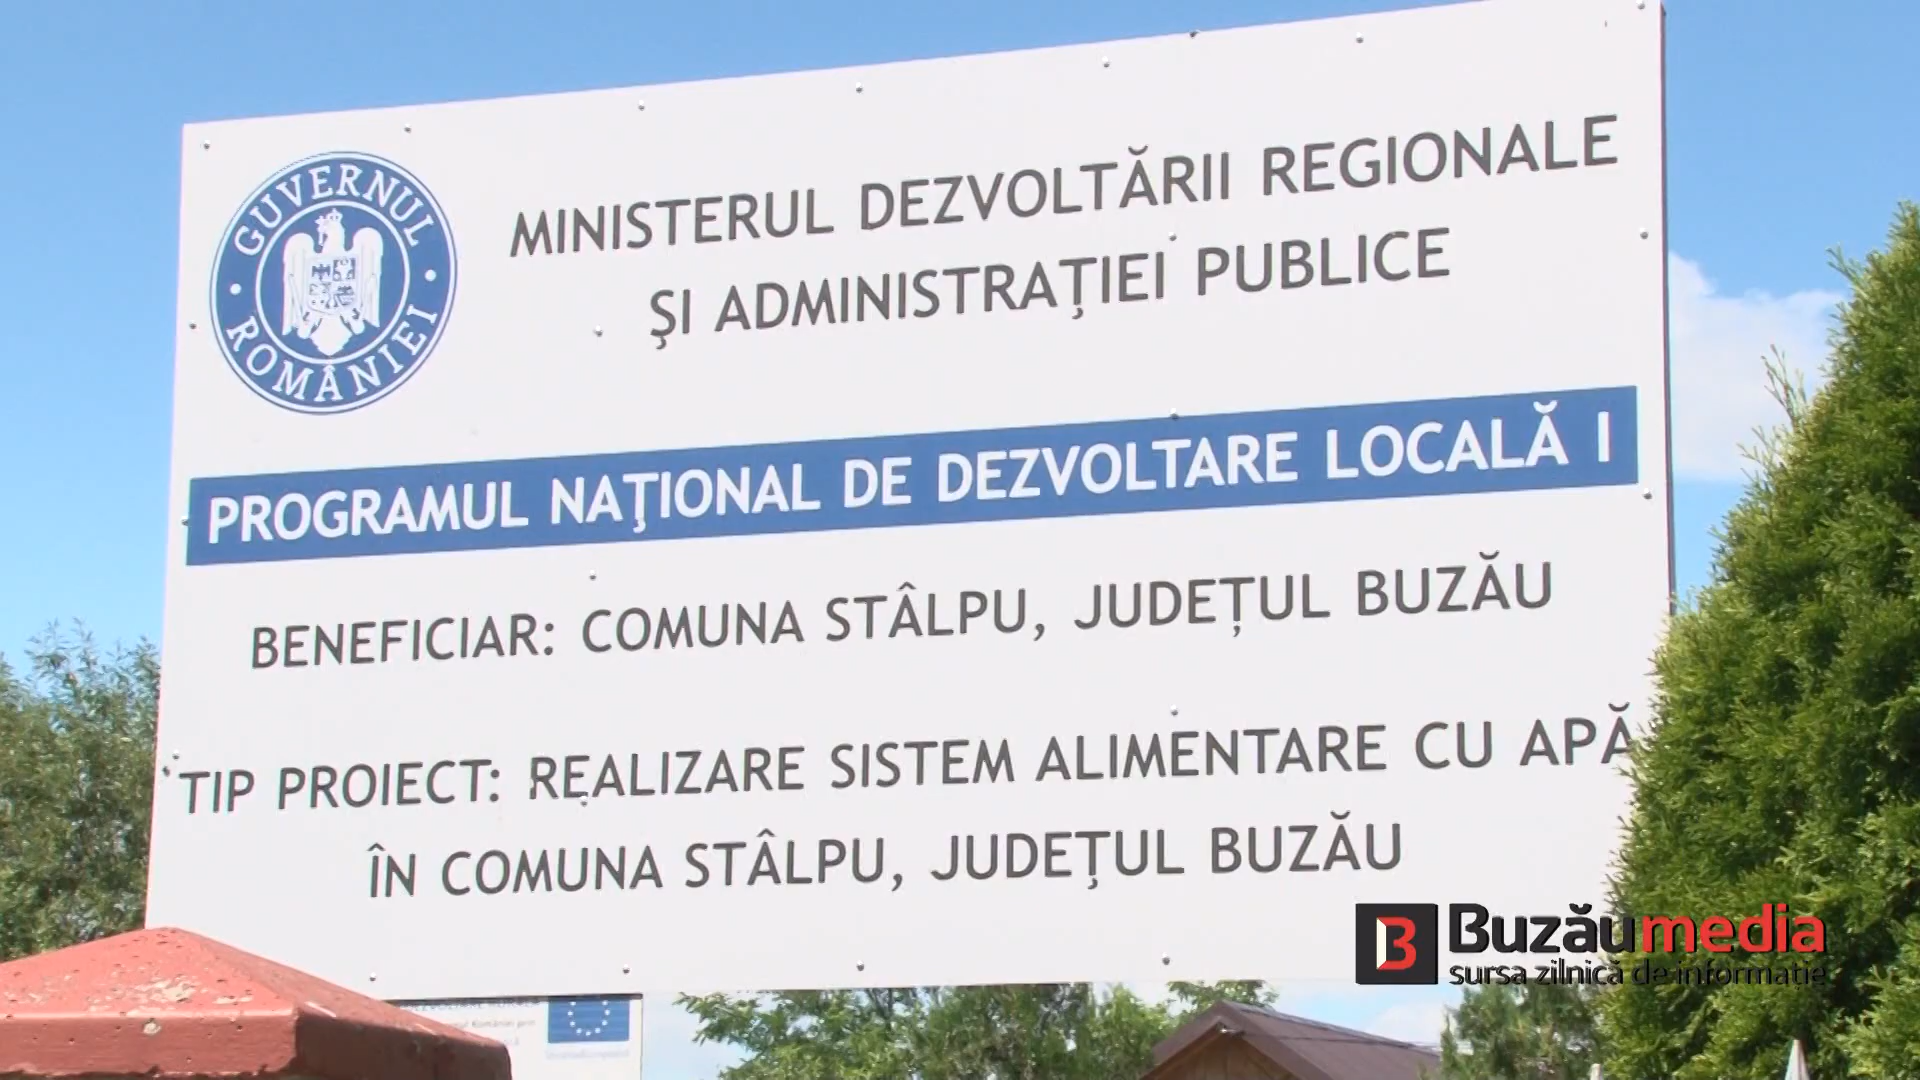 GUVERNUL ROMÂNIEI
MINISTERUL DEZVOLTĂRII REGIONALE
ŞI ADMINISTRAŢIEI PUBLICE
PROGRAMUL NAŢIONAL DE DEZVOLTARE LOCALĂ I
BENEFICIAR: COMUNA STÂLPU, JUDEȚUL BUZĂU
TIP PROIECT: REALIZARE SISTEM ALIMENTARE CU APĂ
ÎN COMUNA STÂLPU, JUDEŢUL BUZĂU
B Buzăumedia
sursa zilnică de informație